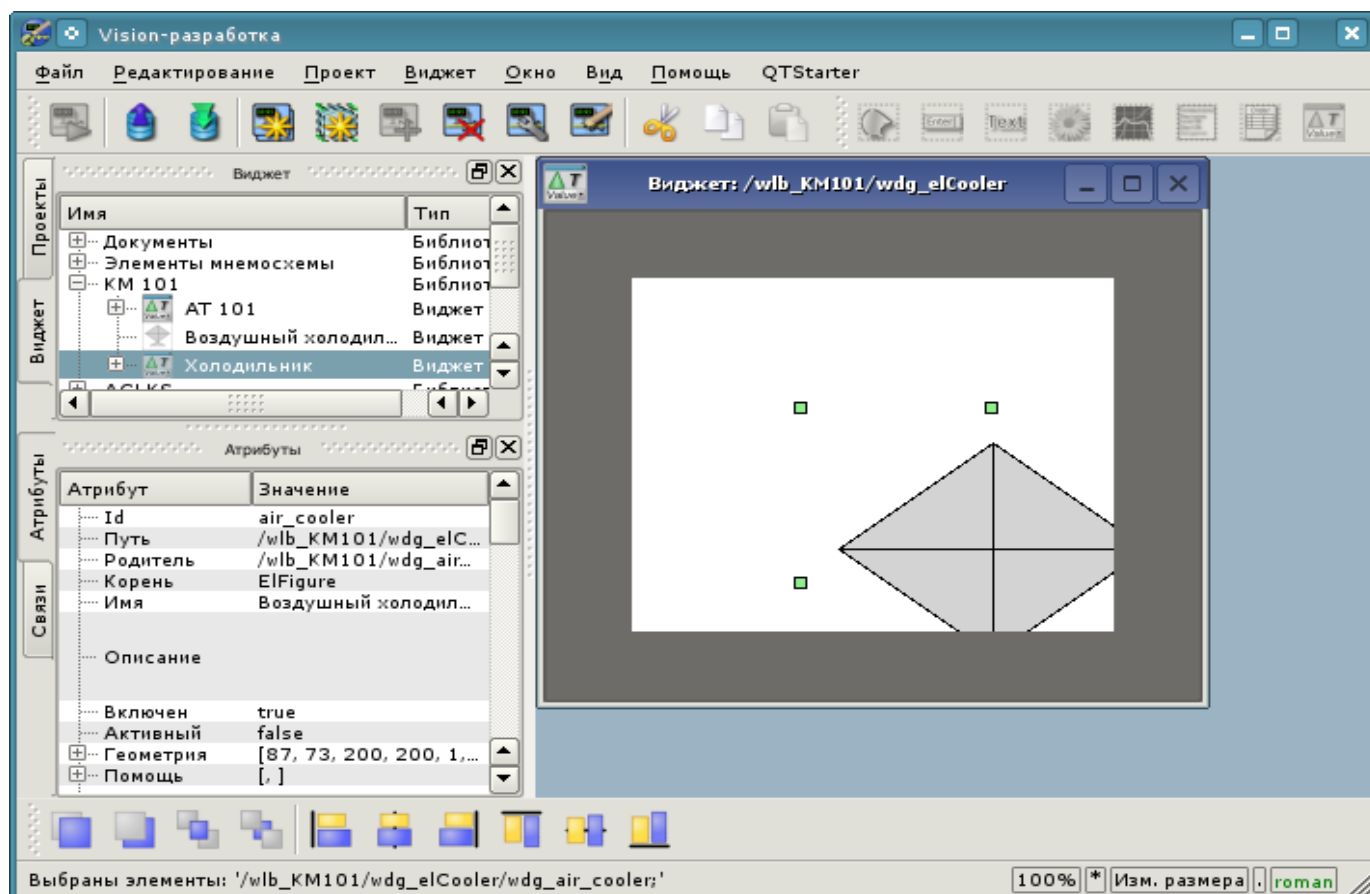 Vision-разработка
Файл Редактирование Проект Виджет Окно Вид Помощь QTStarter
Enter Text
Проекты
Виджет
Виджет
Имя Тип
Документы Библиот
Элементы мнемосхемы Библиот
КМ 101 Библиот
АТ 101 Виджет
Воздушный холодил... Виджет
Холодильник Виджет
Виджет: /wlb_KM101/wdg_elCooler
Атрибуты
Связи
Атрибуты
Атрибут Значение
Id air_cooler
Путь /wlb_KM101/wdg_elC...
Родитель /wlb_KM101/wdg_air...
Корень ElFigure
Имя Воздушный холодил...
Описание
Включен true
Активный false
Геометрия [87, 73, 200, 200, 1,...
Помощь [, ]
Выбраны элементы: '/wlb_KM101/wdg_elCooler/wdg_air_cooler;' 100% * Изм. размера . roman